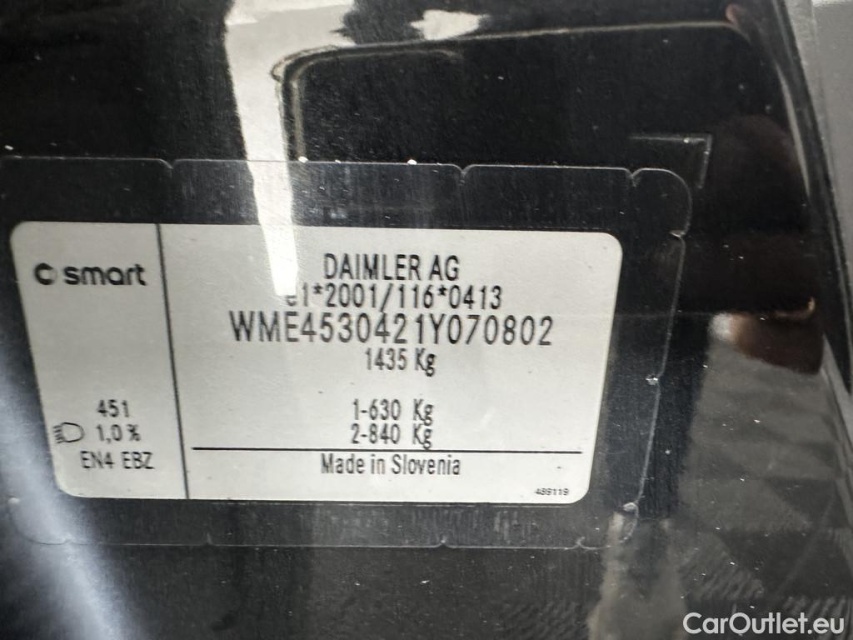 smart
451
1,0 %
EN4 EBZ
DAIMLER AG
e1*2001/116*0413
WME4530421Y070802
1435 Kg
1-630 Kg
2-840 Kg
Made in Slovenia
489119
CarOutlet.eu